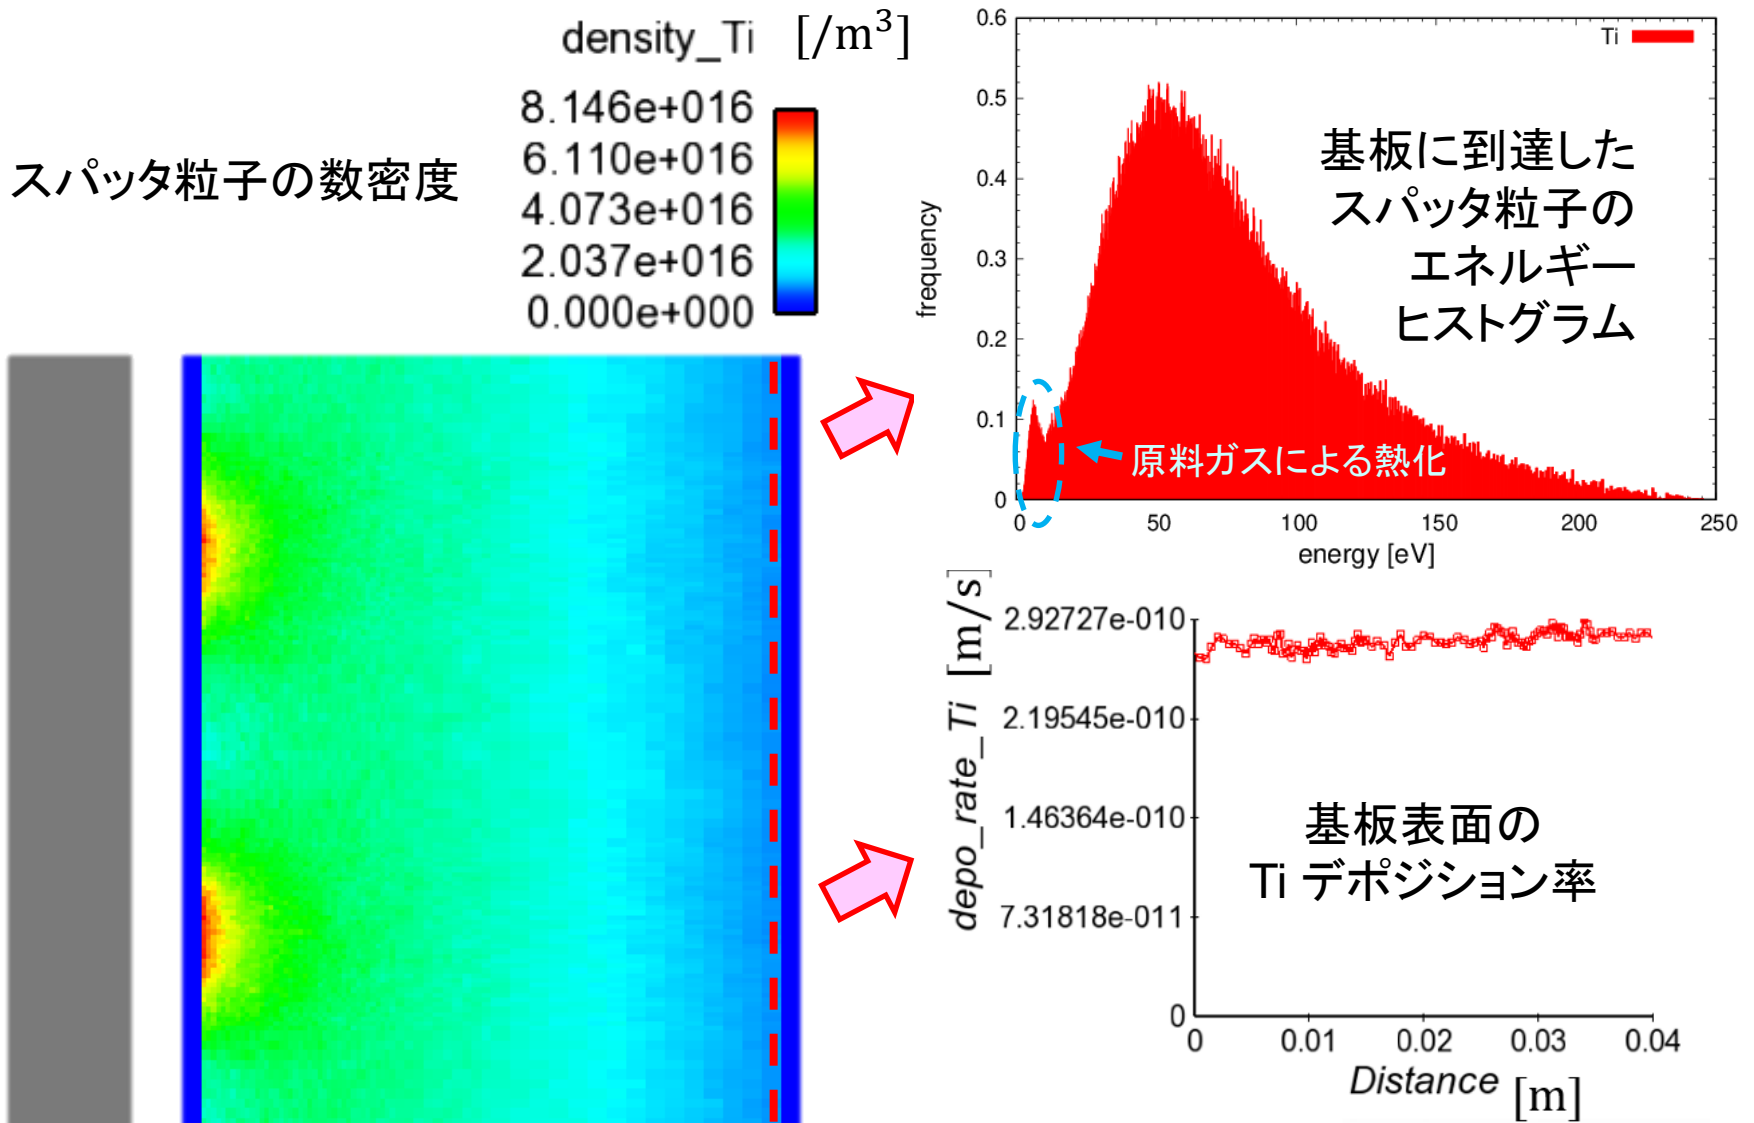 density_Ti [/m³]
8.146e+016
6.110e+016
4.073e+016
2.037e+016
0.000e+000
スパッタ粒子の数密度
Ti
0.6
0.5
0.4
0.3
0.2
0.1
0
frequency
0 50 100 150 200 250
energy [eV]
基板に到達した
スパッタ粒子の
エネルギー
ヒストグラム
原料ガスによる熱化
depo_rate_Ti [m/s]
2.92727e-010
2.19545e-010
1.46364e-010
7.31818e-011
0
0 0.01 0.02 0.03 0.04
Distance [m]
基板表面の
Ti デポジション率